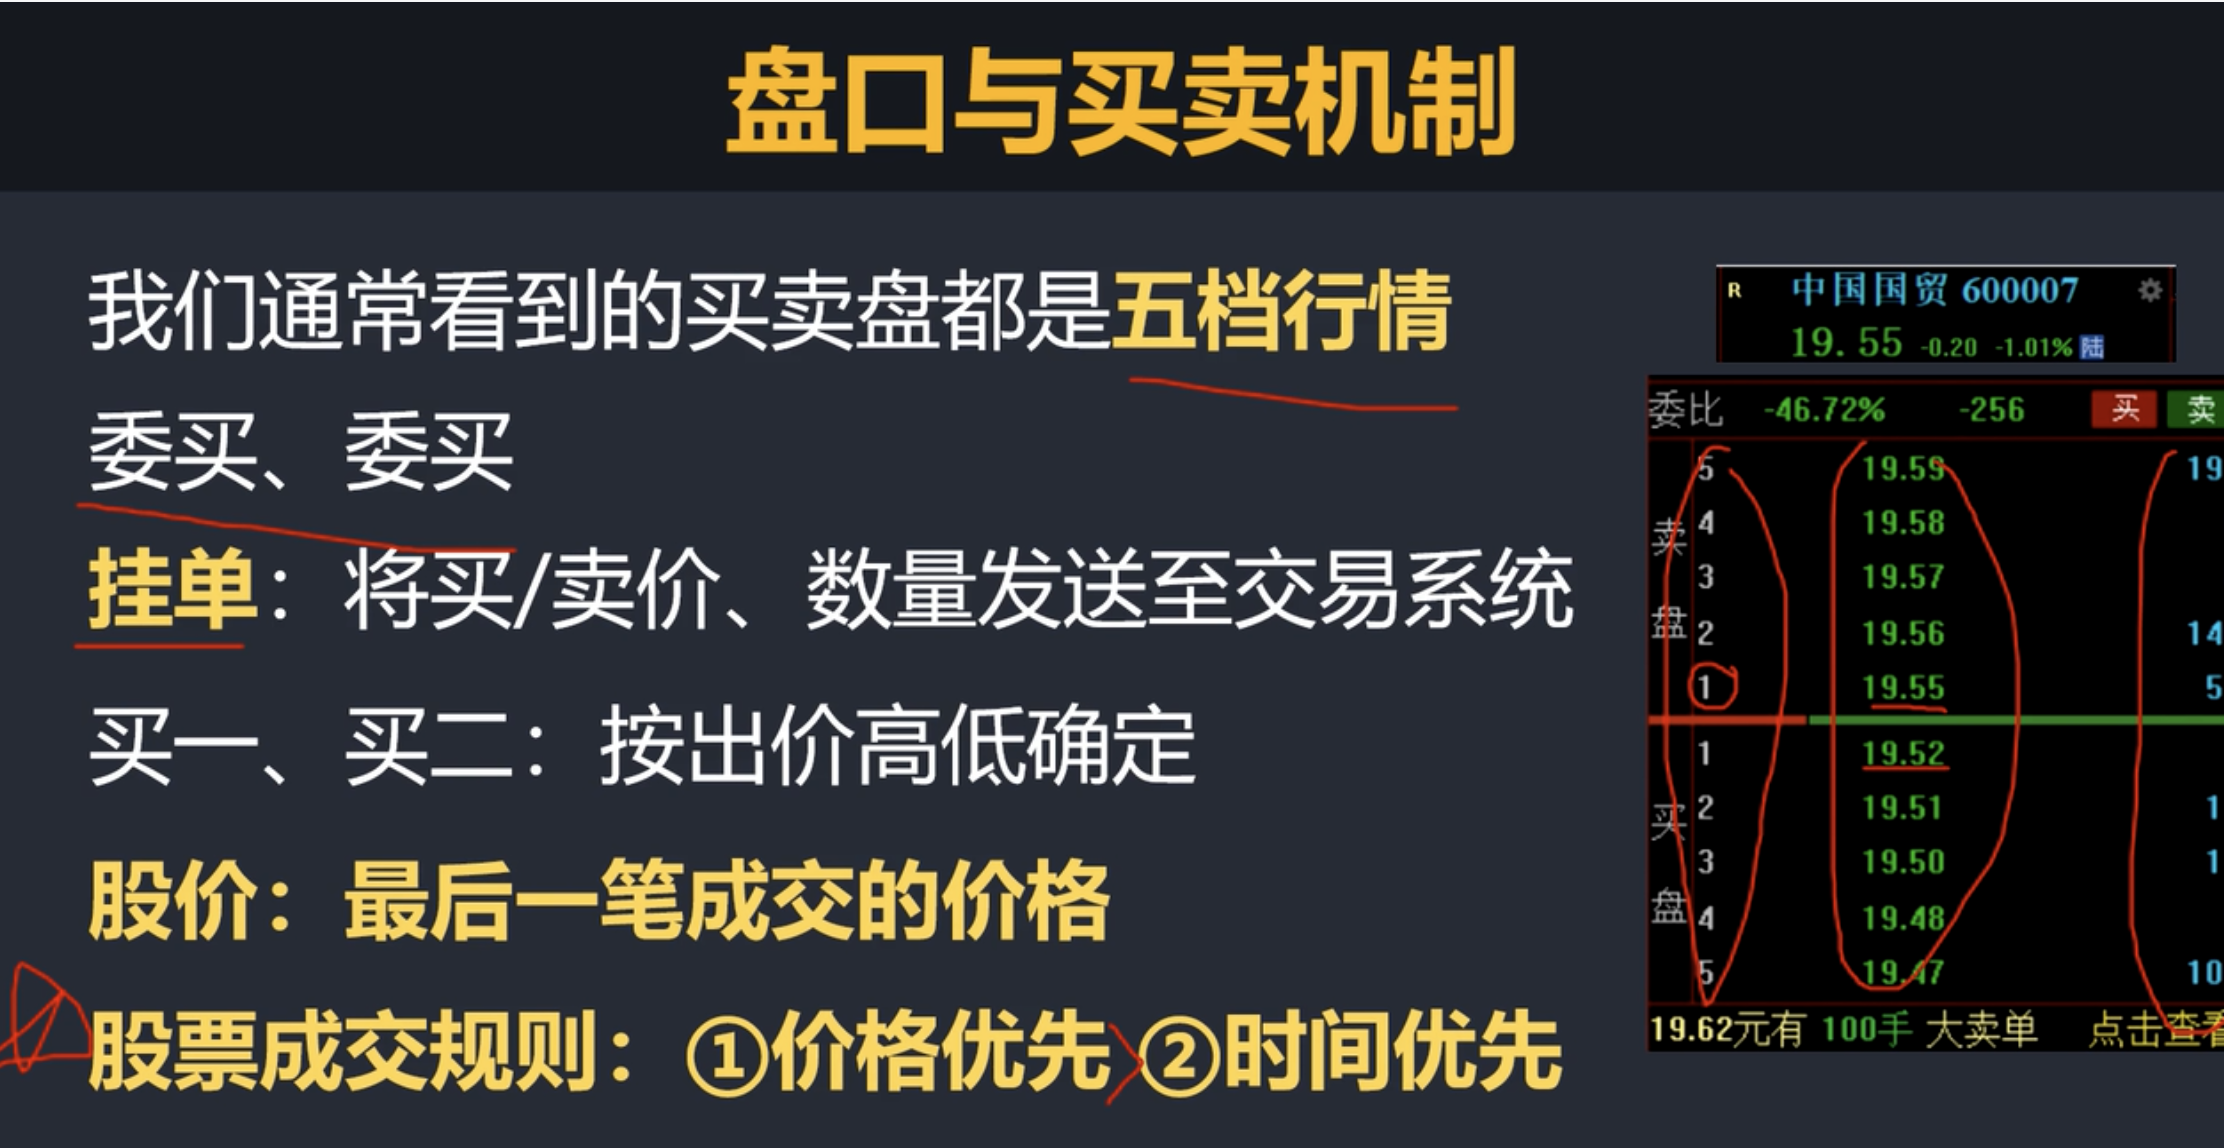 盘口与买卖机制
我们通常看到的买卖盘都是五档行情
委买、委买
挂单：将买/卖价、数量发送至交易系统
买一、买二：按出价高低确定
股价：最后一笔成交的价格
股票成交规则：①价格优先 ②时间优先
R 中国国贸 600007
19.55 -0.20 -1.01% 陆
委比 -46.72% -256 买 卖
卖盘
5 19.59 19
4 19.58
3 19.57
2 19.56 14
1 19.55 5
买盘
1 19.52
2 19.51 1
3 19.50 1
4 19.48
5 19.47 10
19.62元有 100手 大卖单 点击查看